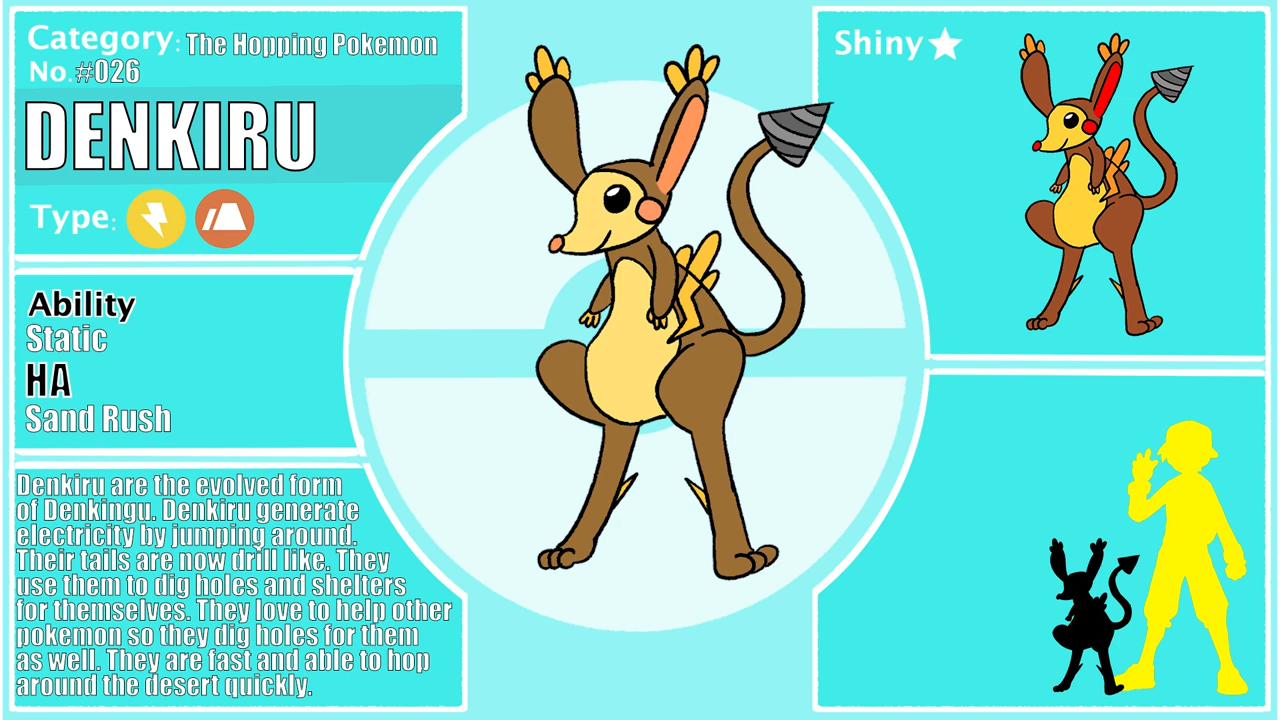 Category: The Hopping Pokemon
No. #026
DENKIRU
Type:
Ability
Static
HA
Sand Rush
Denkiru are the evolved form
of Denkingu. Denkiru generate
electricity by jumping around.
Their tails are now drill like. They
use them to dig holes and shelters
for themselves. They love to help other
pokemon so they dig holes for them
as well. They are fast and able to hop
around the desert quickly.
Shiny